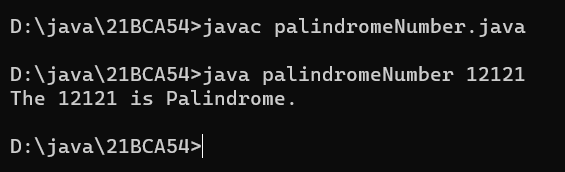 D:\java\21BCA54>javac palindromeNumber.java
D:\java\21BCA54>java palindromeNumber 12121
The 12121 is Palindrome.
D:\java\21BCA54>